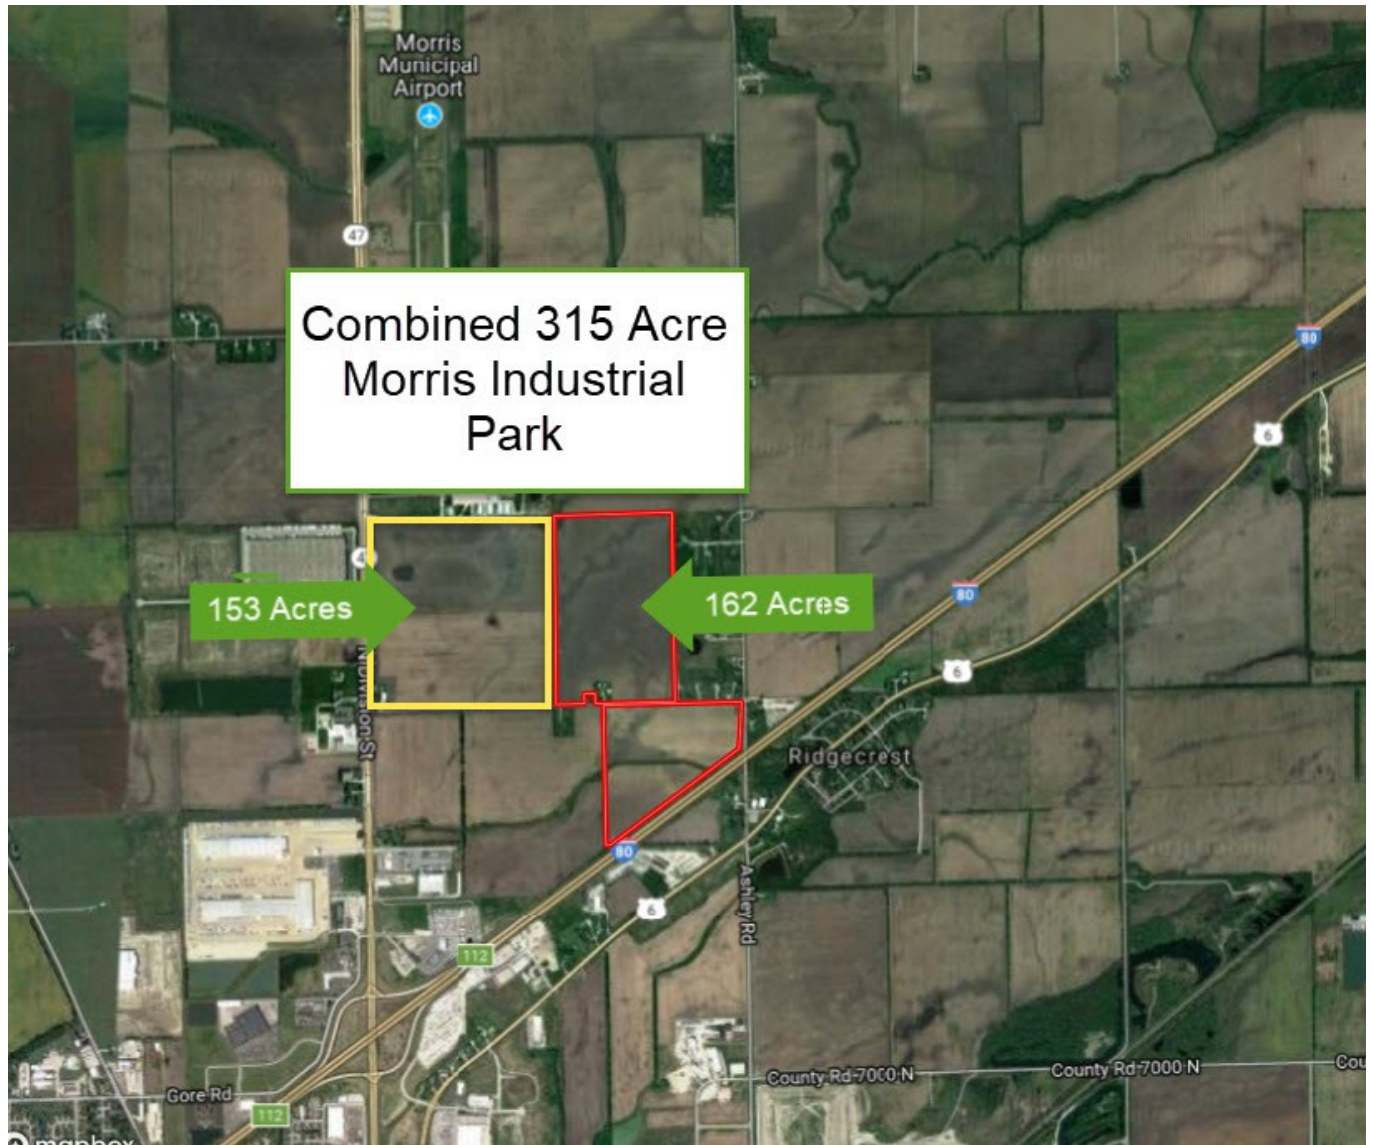 Morris
Municipal
Airport
47
80
Combined 315 Acre
Morris Industrial
Park
6
153 Acres
162 Acres
80
6
N Division St
Ridgecrest
80
6
Ashley Rd
112
County Rd 7000 N
County Rd 7000 N
Cou
Gore Rd
112
mapbox